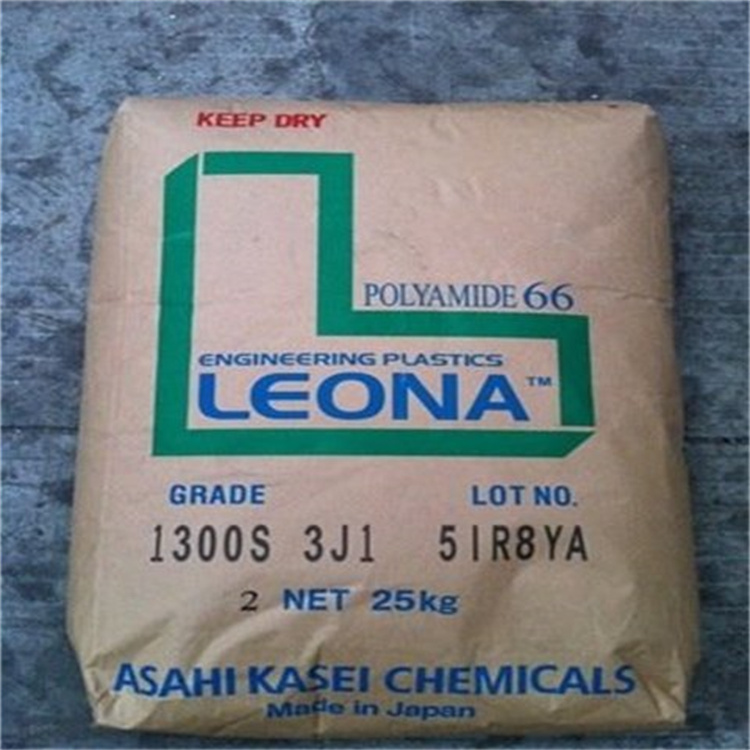 KEEP DRY
POLYAMIDE 66
ENGINEERING PLASTICS
LEONA™
GRADE LOT NO.
1300S 3J1 5IR8YA
2 NET 25kg
ASAHI KASEI CHEMICALS
Made in Japan